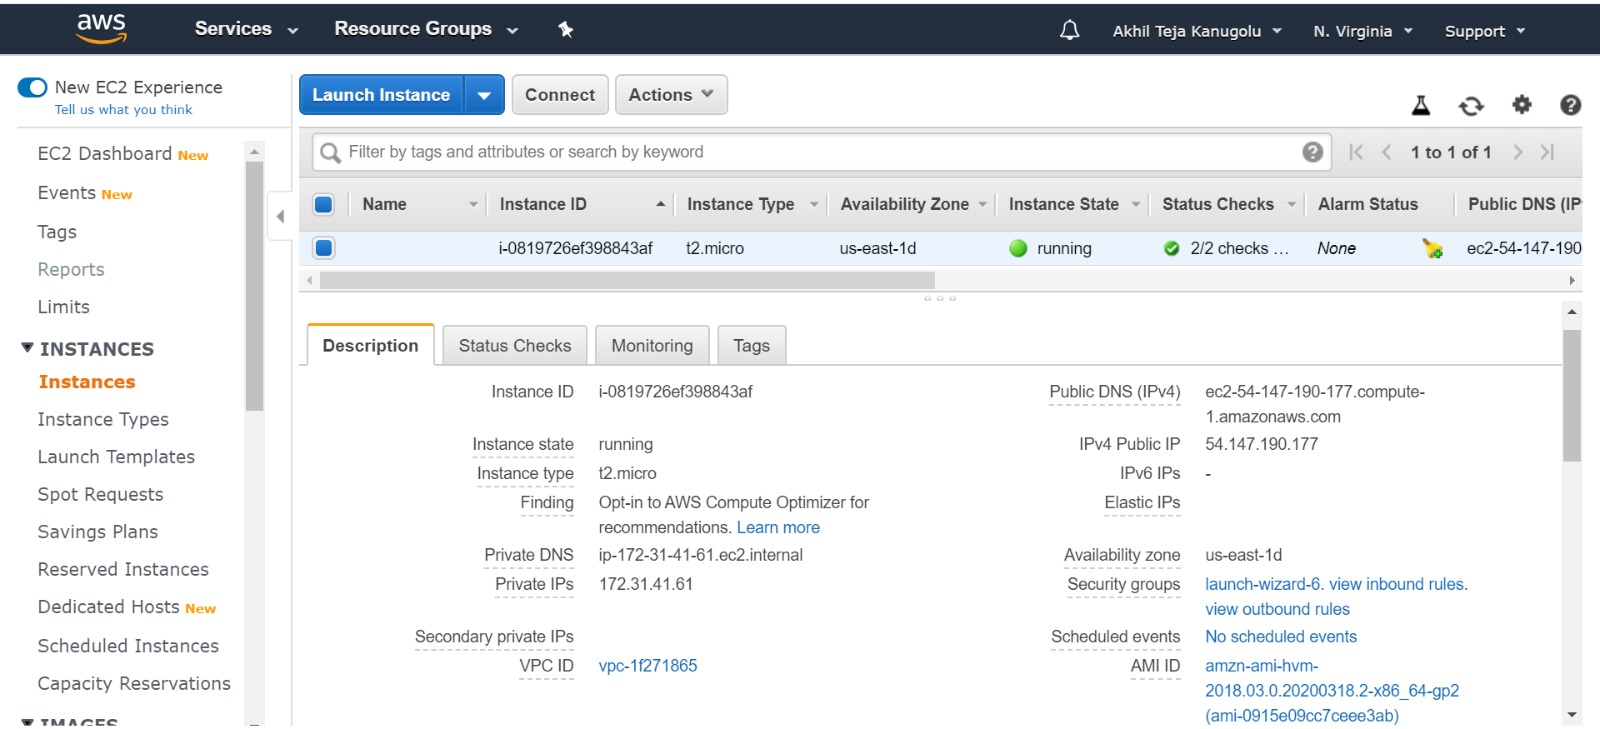 aws Services Resource Groups Akhil Teja Kanugolu N. Virginia Support
New EC2 Experience
Tell us what you think
EC2 Dashboard New
Events New
Tags
Reports
Limits
INSTANCES
Instances
Instance Types
Launch Templates
Spot Requests
Savings Plans
Reserved Instances
Dedicated Hosts New
Scheduled Instances
Capacity Reservations
IMAGES
Launch Instance Connect Actions
Filter by tags and attributes or search by keyword 1 to 1 of 1
Name Instance ID Instance Type Availability Zone Instance State Status Checks Alarm Status Public DNS (IP
i-0819726ef398843af t2.micro us-east-1d running 2/2 checks ... None ec2-54-147-190
Description Status Checks Monitoring Tags
Instance ID i-0819726ef398843af
Instance state running
Instance type t2.micro
Finding Opt-in to AWS Compute Optimizer for
recommendations. Learn more
Private DNS ip-172-31-41-61.ec2.internal
Private IPs 172.31.41.61
Secondary private IPs
VPC ID vpc-1f271865
Public DNS (IPv4) ec2-54-147-190-177.compute-
1.amazonaws.com
IPv4 Public IP 54.147.190.177
IPv6 IPs -
Elastic IPs
Availability zone us-east-1d
Security groups launch-wizard-6. view inbound rules.
view outbound rules
Scheduled events No scheduled events
AMI ID amzn-ami-hvm-
2018.03.0.20200318.2-x86_64-gp2
(ami-0915e09cc7ceee3ab)